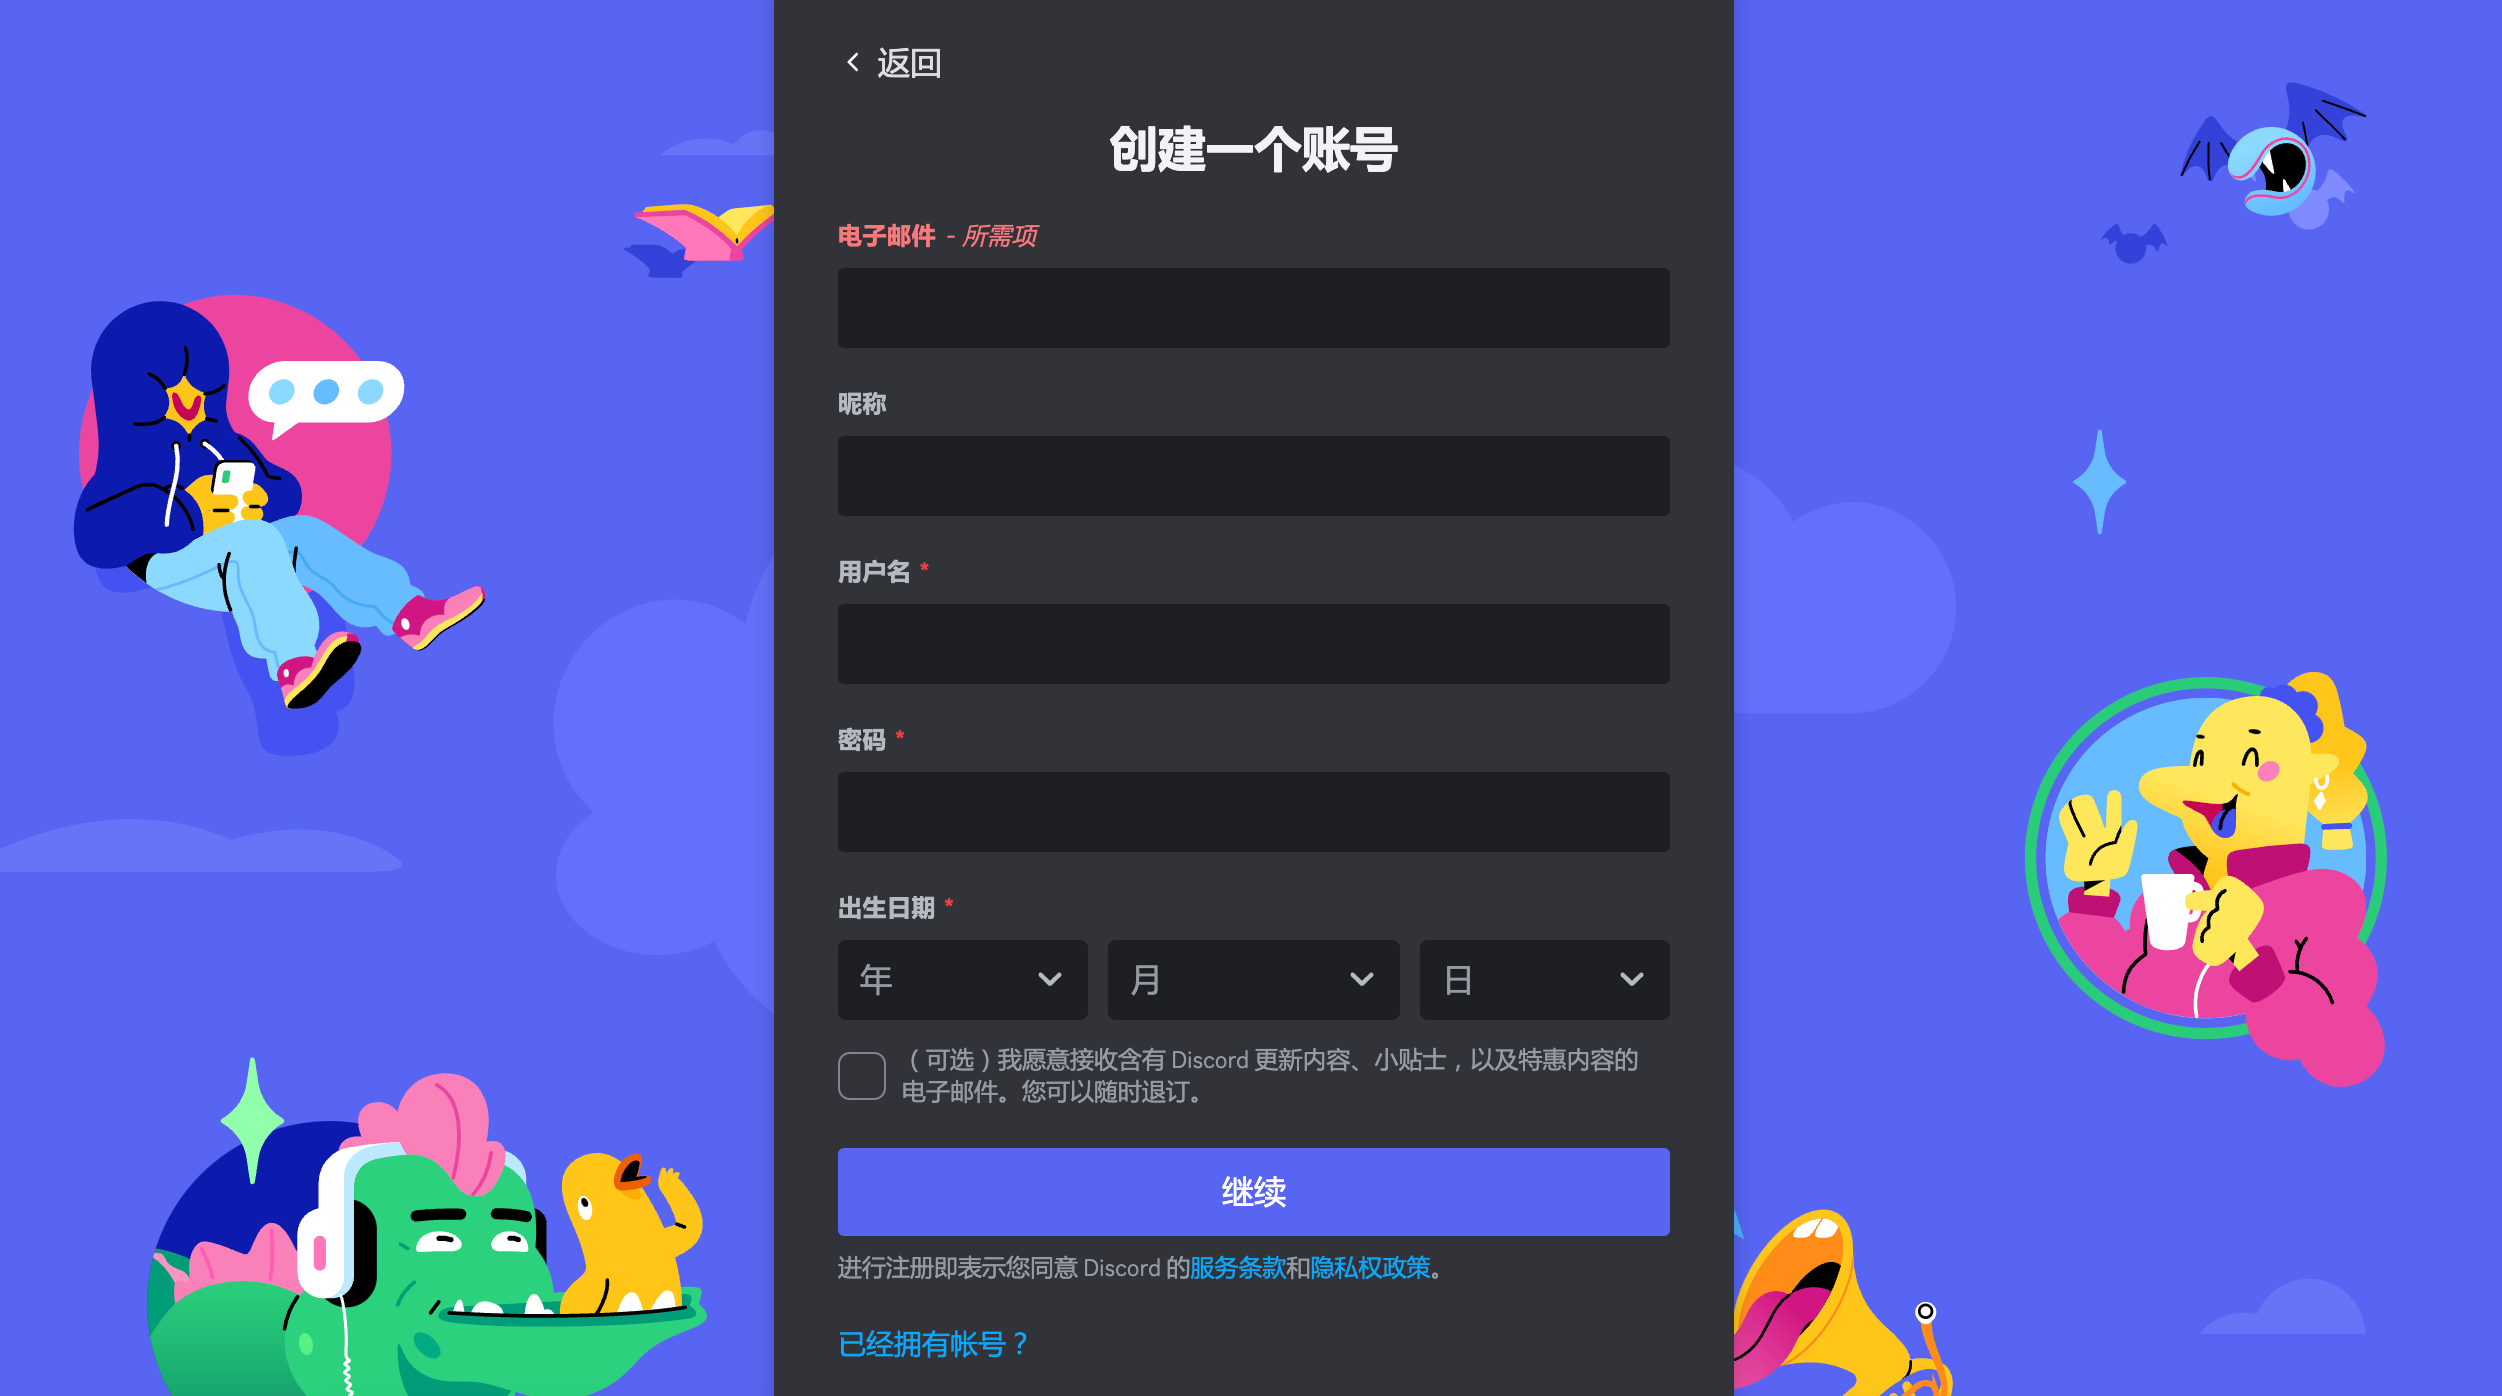 返回
创建一个账号
电子邮件 - 所需项
昵称
用户名 *
密码 *
出生日期 *
年 月 日
（可选）我愿意接收含有 Discord 更新内容、小贴士，以及特惠内容的
电子邮件。您可以随时退订。
继续
进行注册即表示您同意 Discord 的服务条款和隐私权政策。
已经拥有帐号？